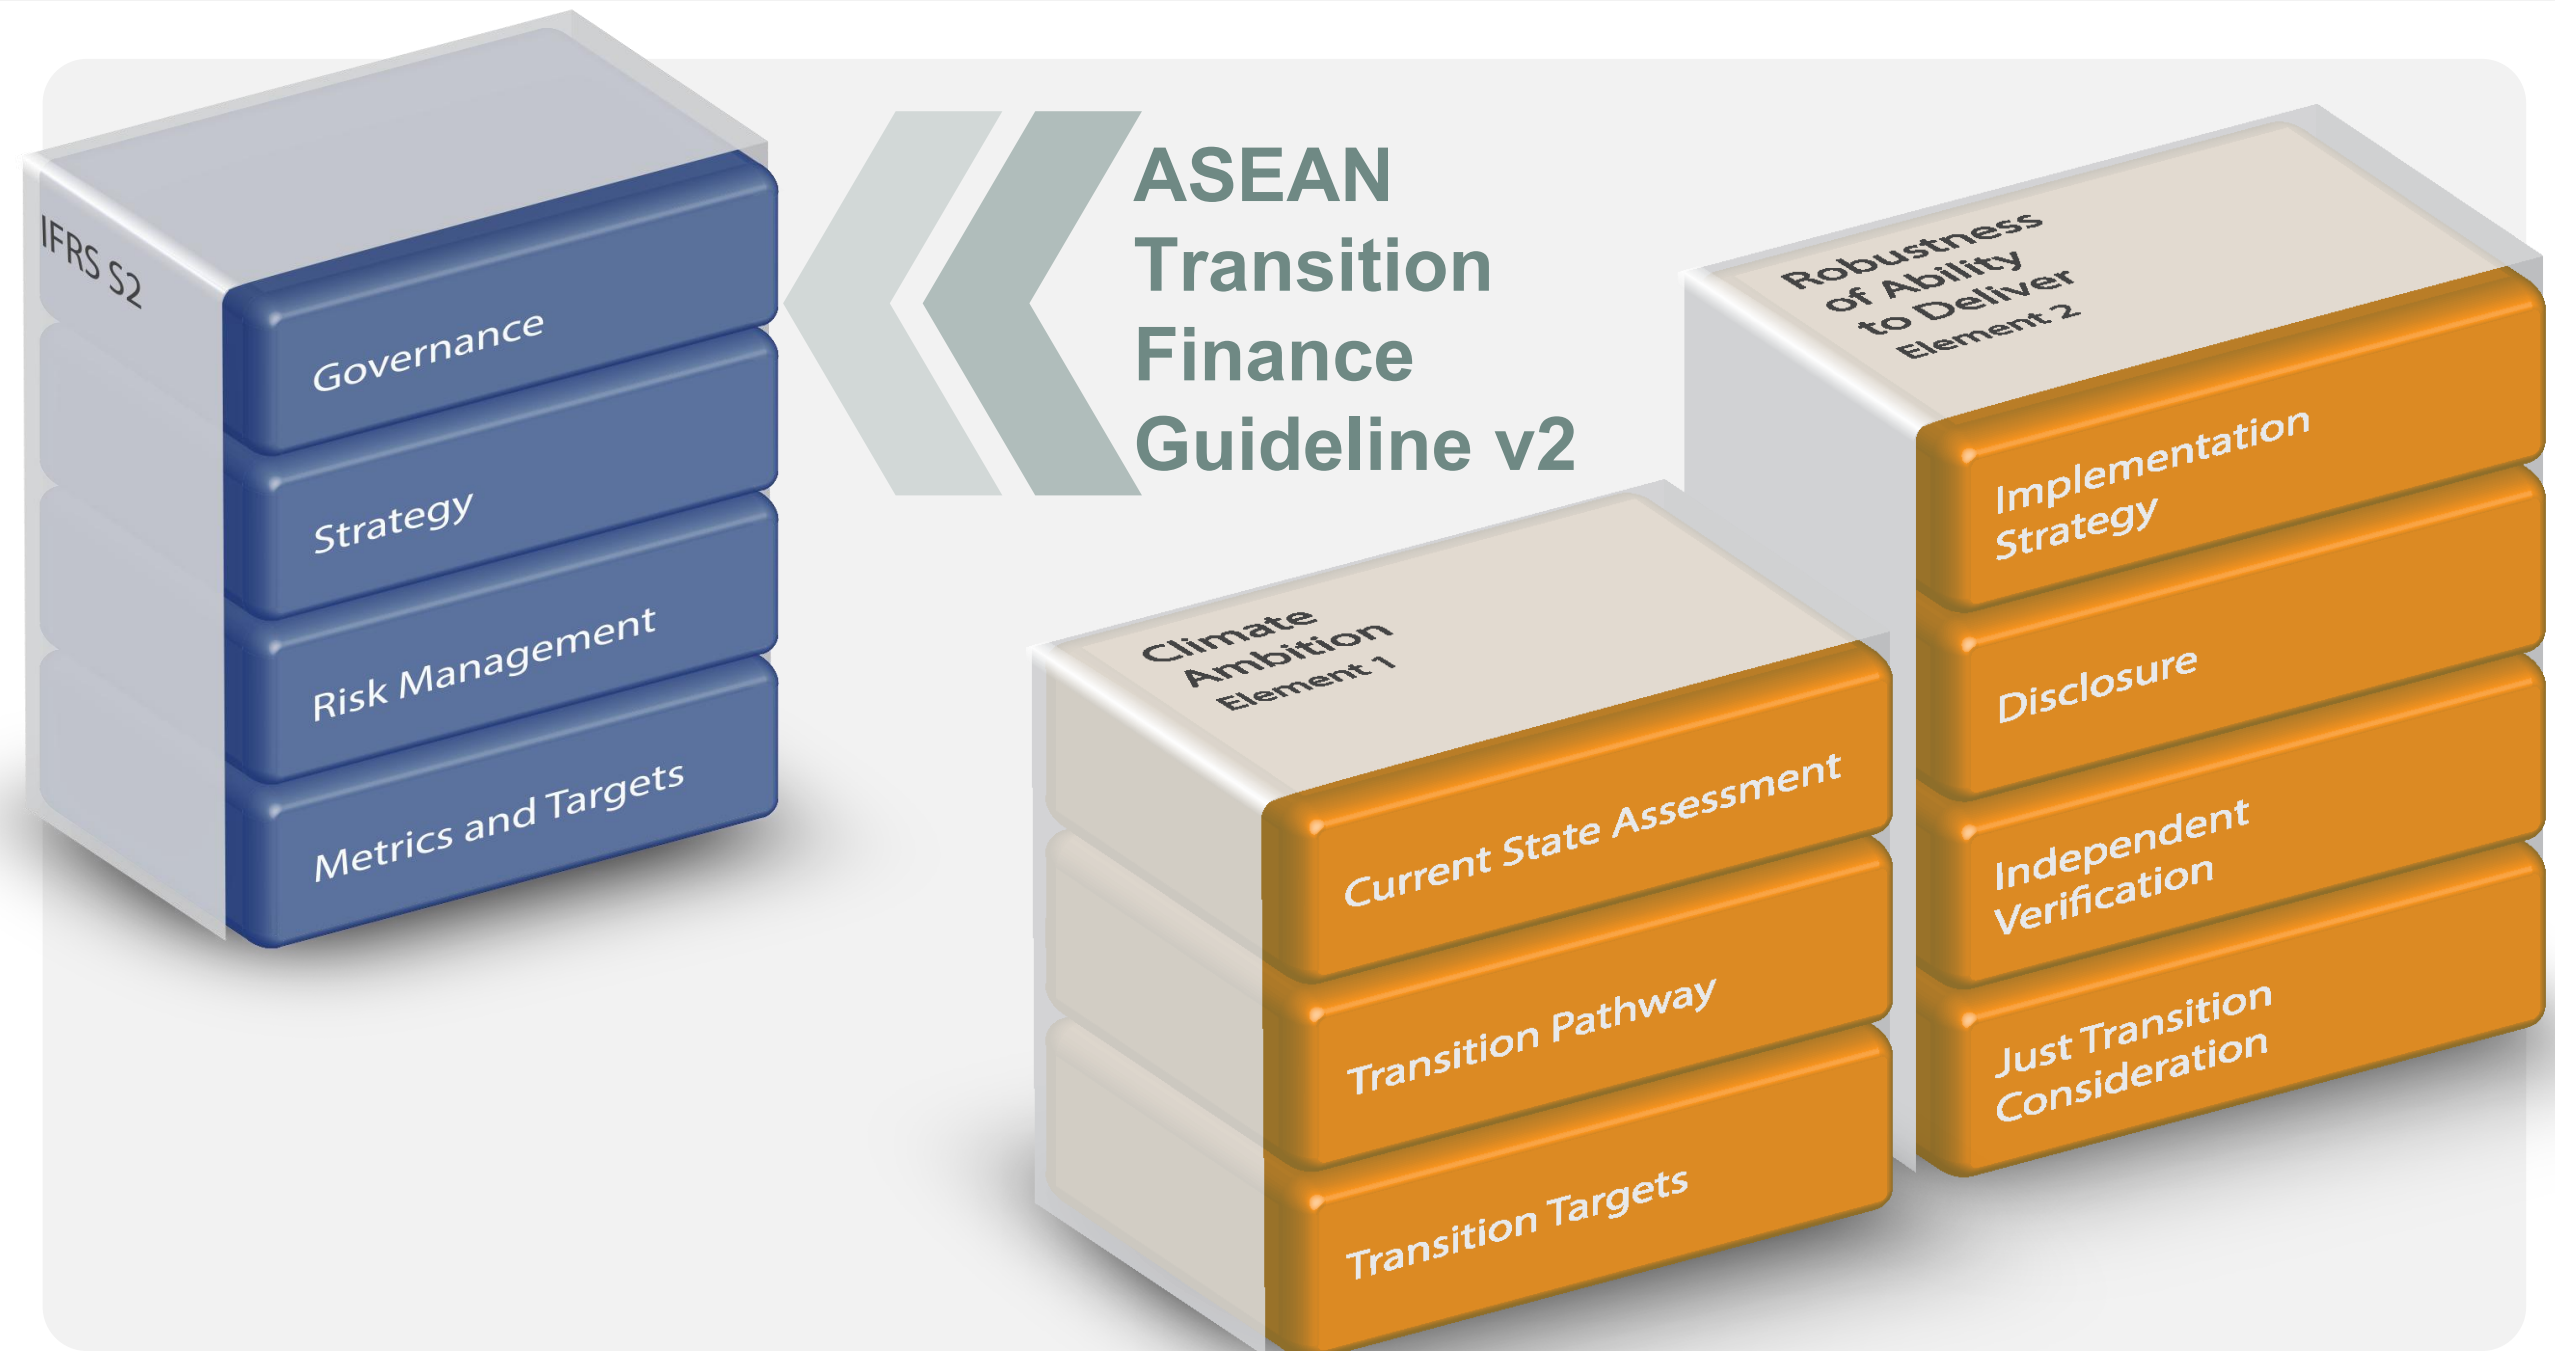 IFRS S2
Governance
Strategy
Risk Management
Metrics and Targets
ASEAN
Transition
Finance
Guideline v2
Climate
Ambition
Element 1
Current State Assessment
Transition Pathway
Transition Targets
Robustness
of Ability
to Deliver
Element 2
Implementation
Strategy
Disclosure
Independent
Verification
Just Transition
Consideration